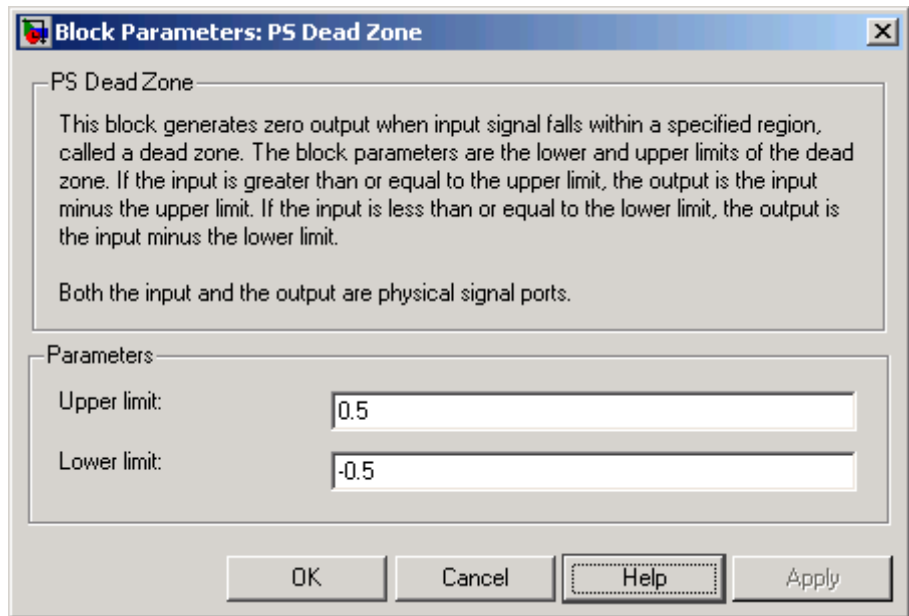 Block Parameters: PS Dead Zone
PS Dead Zone
This block generates zero output when input signal falls within a specified region,
called a dead zone. The block parameters are the lower and upper limits of the dead
zone. If the input is greater than or equal to the upper limit, the output is the input
minus the upper limit. If the input is less than or equal to the lower limit, the output is
the input minus the lower limit.
Both the input and the output are physical signal ports.
Parameters
Upper limit:
0.5
Lower limit:
-0.5
OK
Cancel
Help
Apply